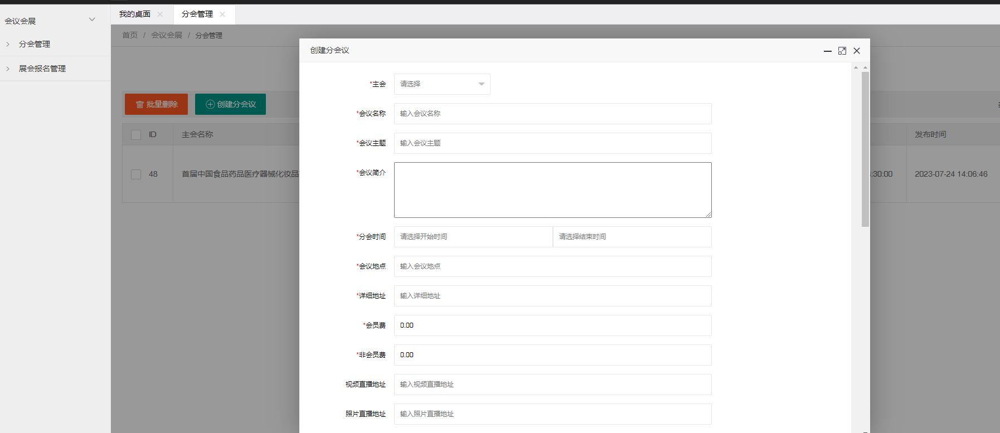 会议会展
分会管理
展会报名管理
我的桌面
分会管理
首页 / 会议会展 / 分会管理
批量删除
创建分会议
ID
主会名称
发布时间
48
首届中国食品药品医疗器械化妆品
:30:00
2023-07-24 14:06:46
创建分会议
*主会
请选择
*会议名称
输入会议名称
*会议主题
输入会议主题
*会议简介
*分会时间
请选择开始时间
请选择结束时间
*会议地点
输入会议地点
*详细地址
输入详细地址
*会员费
0.00
*非会员费
0.00
视频直播地址
输入视频直播地址
照片直播地址
输入照片直播地址